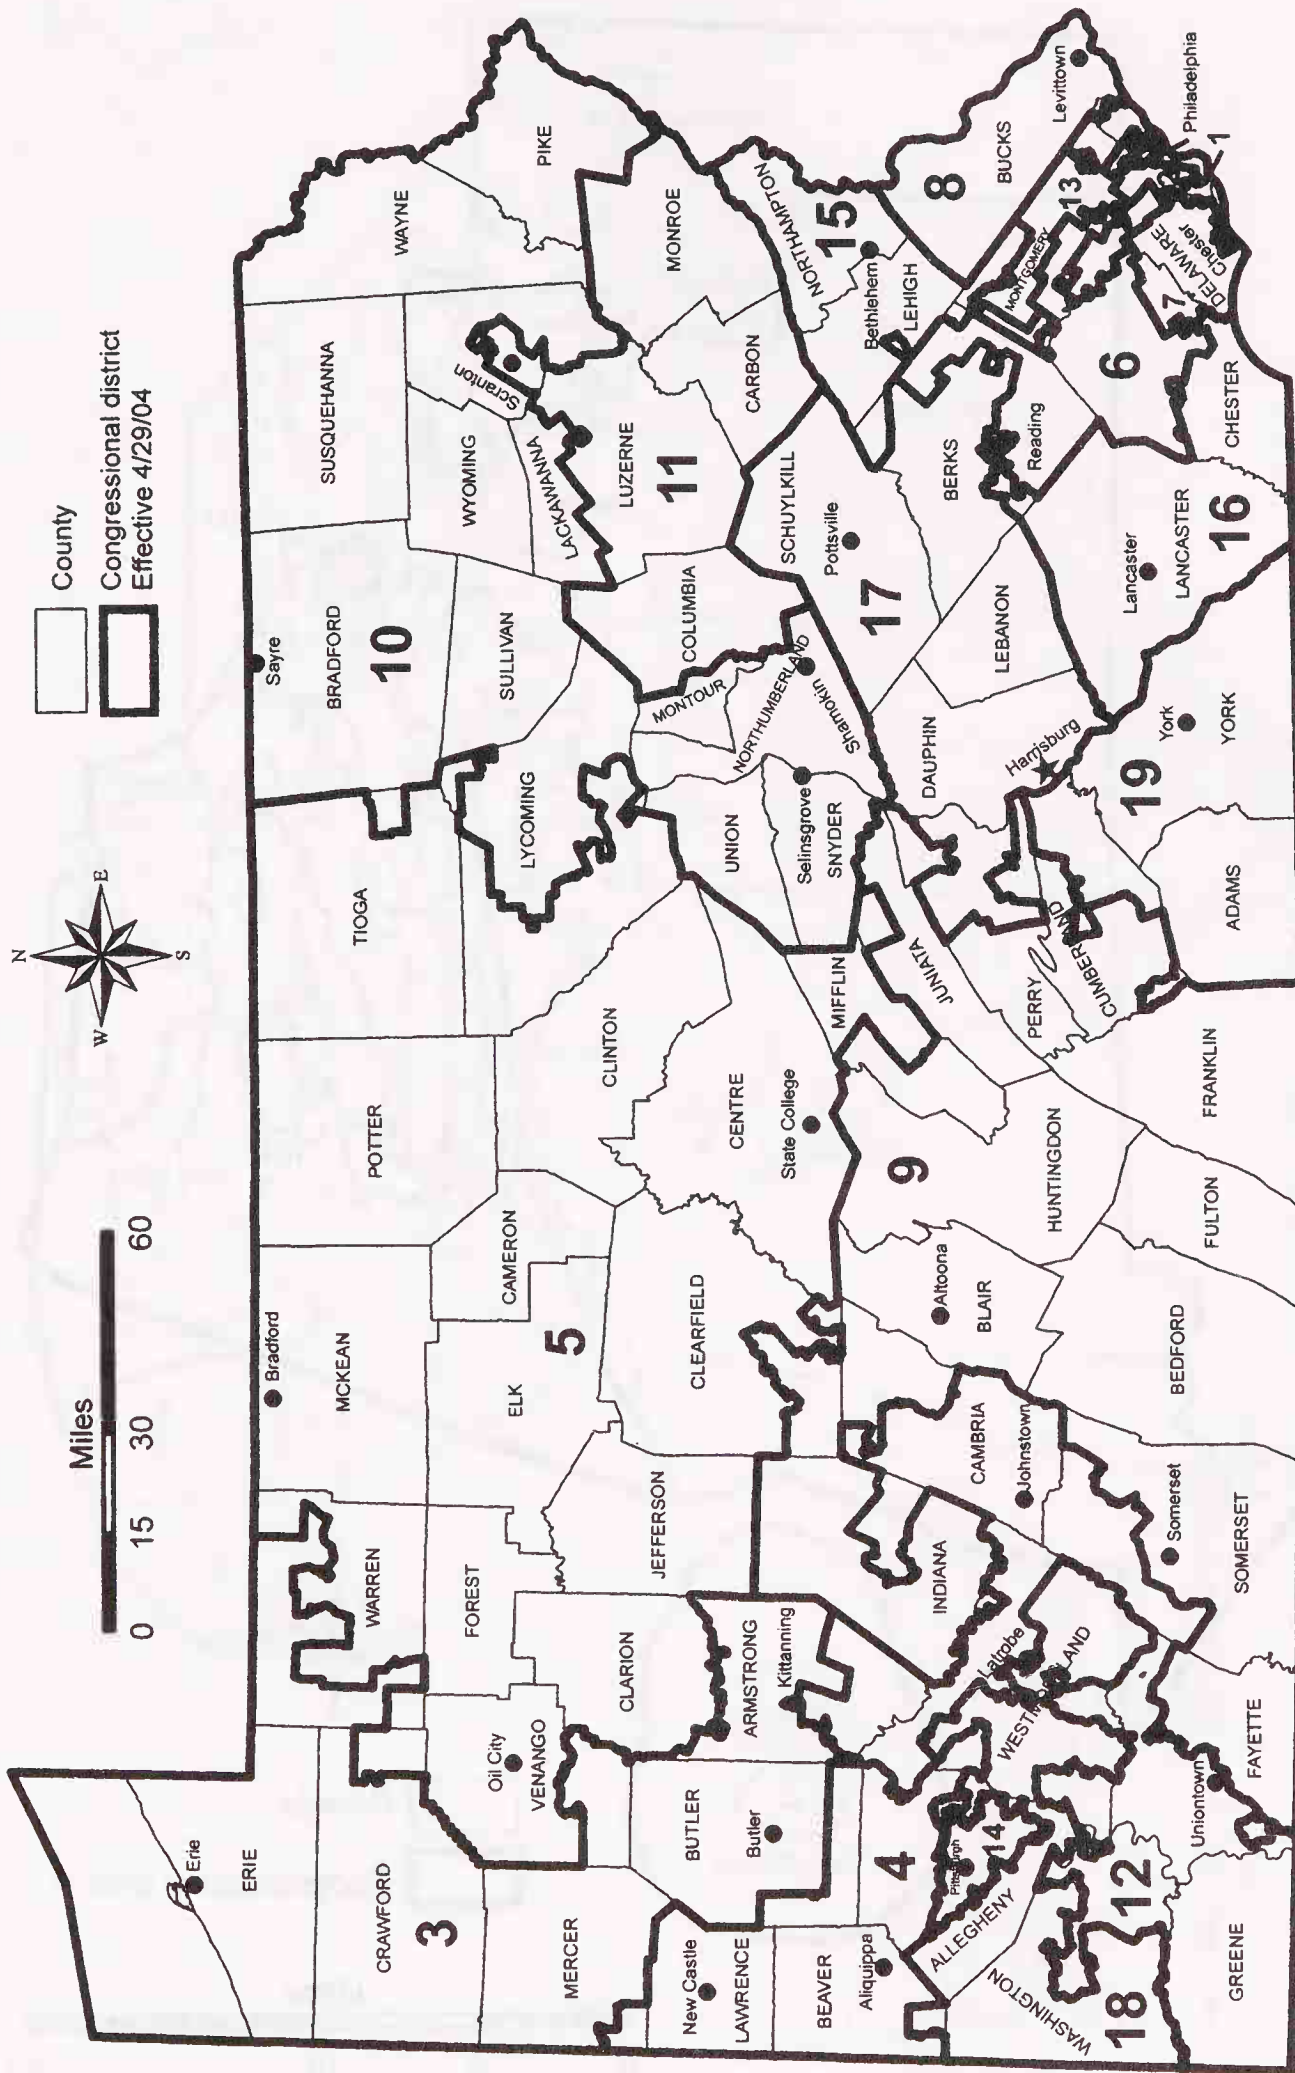 N
W
E
S
Miles
0 15 30 60
County
Congressional district
Effective 4/29/04
Erie
ERIE
CRAWFORD
3
MERCER
WARREN
FOREST
Oil City
VENANGO
CLARION
Bradford
MCKEAN
POTTER
TIOGA
ELK
CAMERON
5
JEFFERSON
CLEARFIELD
CLINTON
CENTRE
State College
LYCOMING
Sayre
BRADFORD
10
SULLIVAN
SUSQUEHANNA
WYOMING
LACKAWANNA
Scranton
WAYNE
PIKE
MONROE
LUZERNE
11
CARBON
COLUMBIA
MONTOUR
NORTHUMBERLAND
Shamokin
UNION
Selinsgrove
SNYDER
MIFFLIN
JUNIATA
PERRY
CUMBERLAND
DAUPHIN
Harrisburg
LEBANON
SCHUYLKILL
Pottsville
17
BERKS
Reading
NORTHAMPTON
15
Bethlehem
LEHIGH
8
BUCKS
Levittown
MONTGOMERY
13
Philadelphia
1
DELAWARE
Chester
7
6
CHESTER
Lancaster
LANCASTER
16
York
YORK
19
ADAMS
FRANKLIN
FULTON
HUNTINGDON
9
Altoona
BLAIR
BEDFORD
CAMBRIA
Johnstown
Somerset
SOMERSET
INDIANA
ARMSTRONG
Kittanning
BUTLER
Butler
New Castle
LAWRENCE
BEAVER
Aliquippa
4
Pittsburgh
14
ALLEGHENY
Latrobe
WESTMORELAND
WASHINGTON
18
12
GREENE
Uniontown
FAYETTE